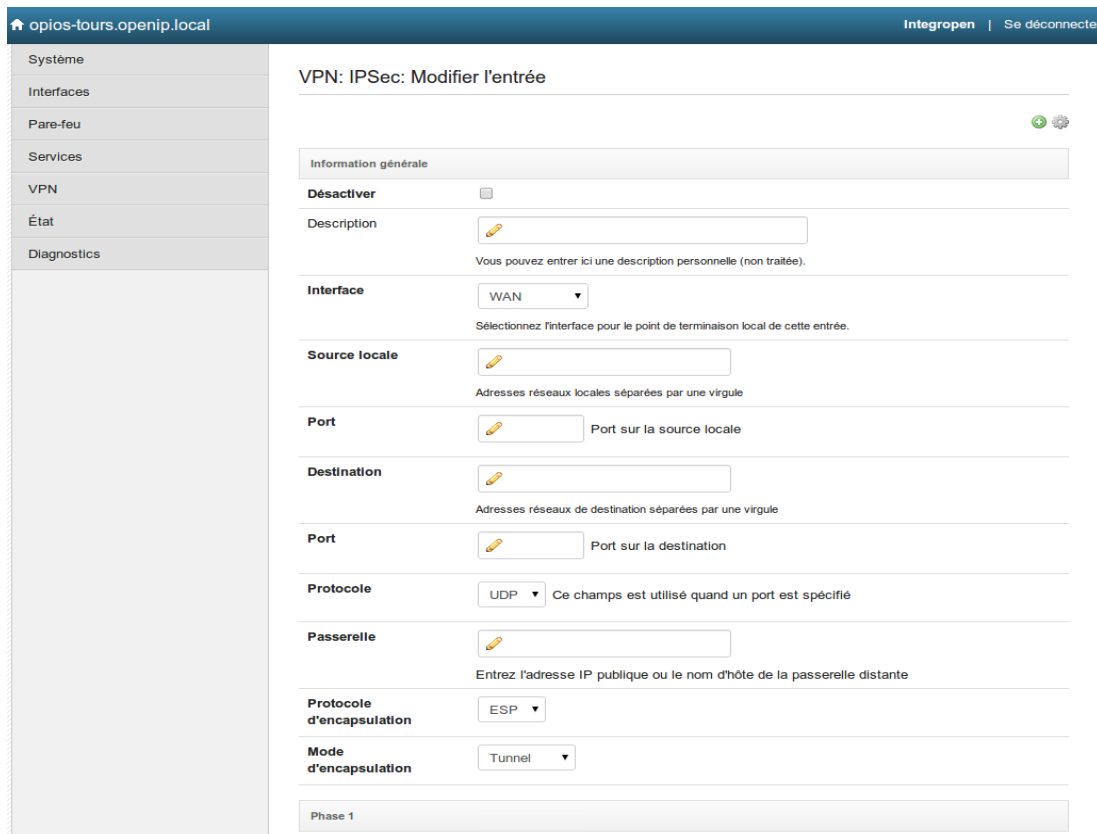 opios-tours.openip.local
Integropen | Se déconnecte
Système
Interfaces
Pare-feu
Services
VPN
État
Diagnostics
VPN: IPSec: Modifier l'entrée
Information générale
Désactiver
Description
Vous pouvez entrer ici une description personnelle (non traitée).
Interface
WAN
Sélectionnez l'interface pour le point de terminaison local de cette entrée.
Source locale
Adresses réseaux locales séparées par une virgule
Port
Port sur la source locale
Destination
Adresses réseaux de destination séparées par une virgule
Port
Port sur la destination
Protocole
UDP
Ce champs est utilisé quand un port est spécifié
Passerelle
Entrez l'adresse IP publique ou le nom d'hôte de la passerelle distante
Protocole
d'encapsulation
ESP
Mode
d'encapsulation
Tunnel
Phase 1